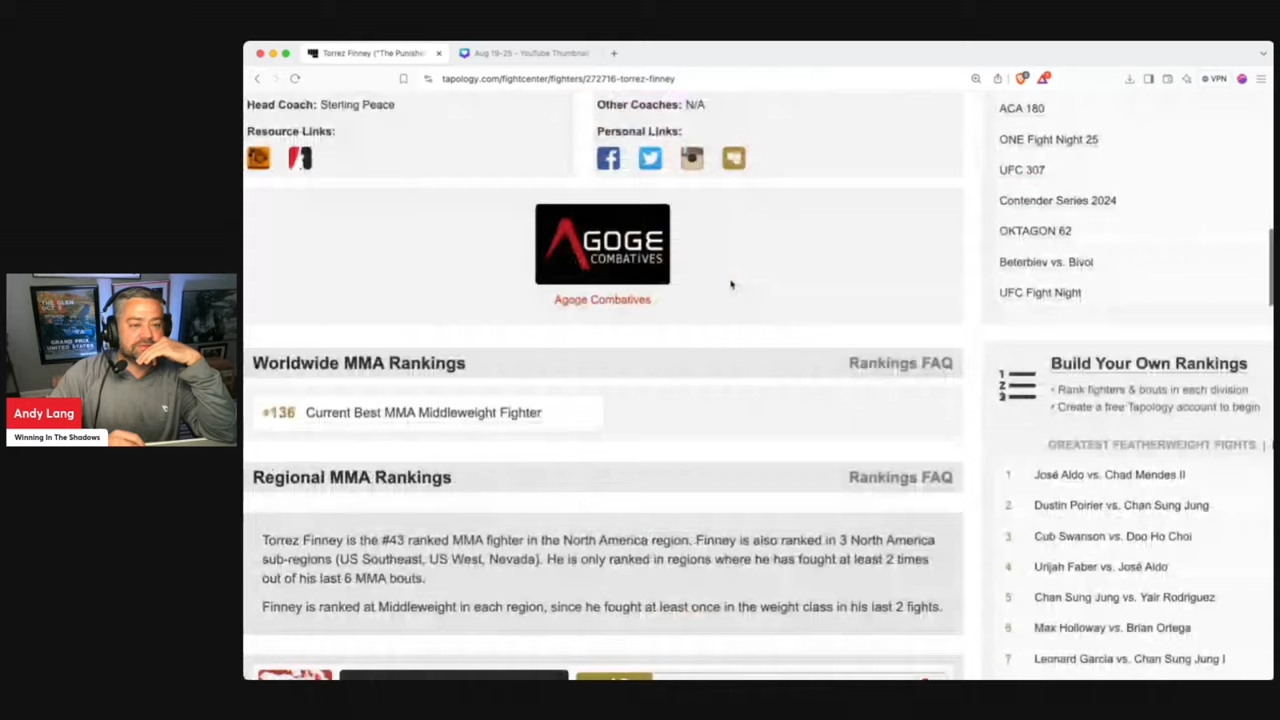 Torrez Finney ("The Punishe
Aug 19-25 - YouTube Thumbnail
tapology.com/fightcenter/fighters/272716-torrez-finney
VPN
Head Coach: Sterling Peace
Other Coaches: N/A
Resource Links:
Personal Links:
AGOGE
COMBATIVES
Agoge Combatives
Worldwide MMA Rankings
Rankings FAQ
#136 Current Best MMA Middleweight Fighter
Regional MMA Rankings
Rankings FAQ
Torrez Finney is the #43 ranked MMA fighter in the North America region. Finney is also ranked in 3 North America
sub-regions (US Southeast, US West, Nevada). He is only ranked in regions where he has fought at least 2 times
out of his last 6 MMA bouts.
Finney is ranked at Middleweight in each region, since he fought at least once in the weight class in his last 2 fights.
ACA 180
ONE Fight Night 25
UFC 307
Contender Series 2024
OKTAGON 62
Beterbiev vs. Bivol
UFC Fight Night
1
2
3
Build Your Own Rankings
• Rank fighters & bouts in each division
• Create a free Tapology account to begin
GREATEST FEATHERWEIGHT FIGHTS |
1 José Aldo vs. Chad Mendes II
2 Dustin Poirier vs. Chan Sung Jung
3 Cub Swanson vs. Doo Ho Choi
4 Urijah Faber vs. José Aldo
5 Chan Sung Jung vs. Yair Rodriguez
6 Max Holloway vs. Brian Ortega
7 Leonard Garcia vs. Chan Sung Jung I
THE GLEN
OCT
GRAND PRIX
UNITED STATES
Andy Lang
Winning In The Shadows